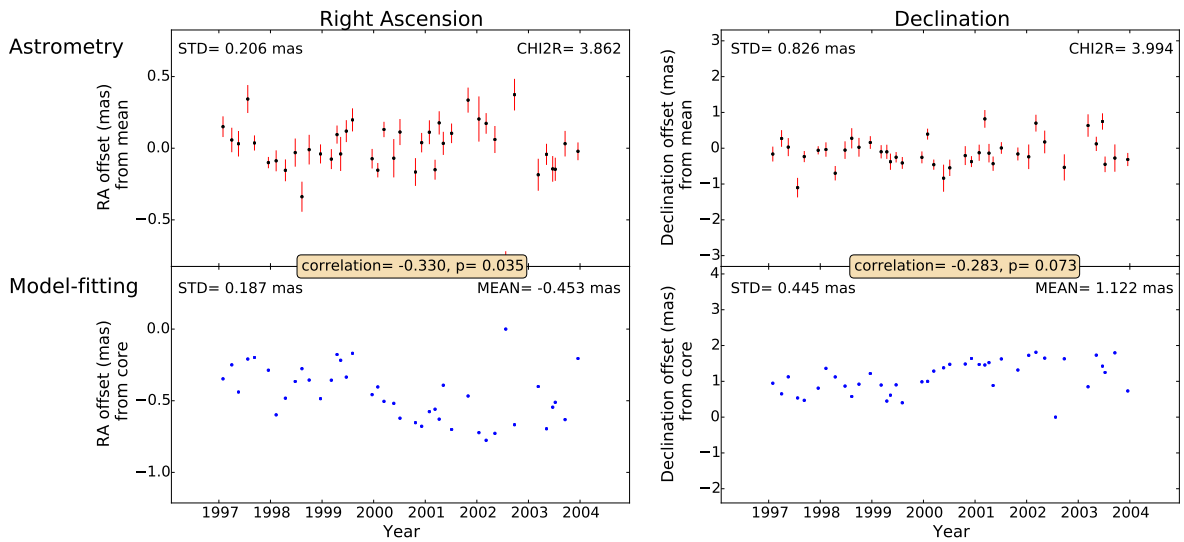 Right Ascension
Declination
Astrometry
STD= 0.206 mas
CHI2R= 3.862
STD= 0.826 mas
CHI2R= 3.994
RA offset (mas)
from mean
0.5
0.0
−0.5
Declination offset (mas)
from mean
3
2
1
0
−1
−2
−3
correlation= -0.330, p= 0.035
correlation= -0.283, p= 0.073
Model-fitting
STD= 0.187 mas
MEAN= -0.453 mas
STD= 0.445 mas
MEAN= 1.122 mas
RA offset (mas)
from core
0.0
−0.5
−1.0
Declination offset (mas)
from core
4
3
2
1
0
−1
−2
1997 1998 1999 2000 2001 2002 2003 2004
Year
1997 1998 1999 2000 2001 2002 2003 2004
Year